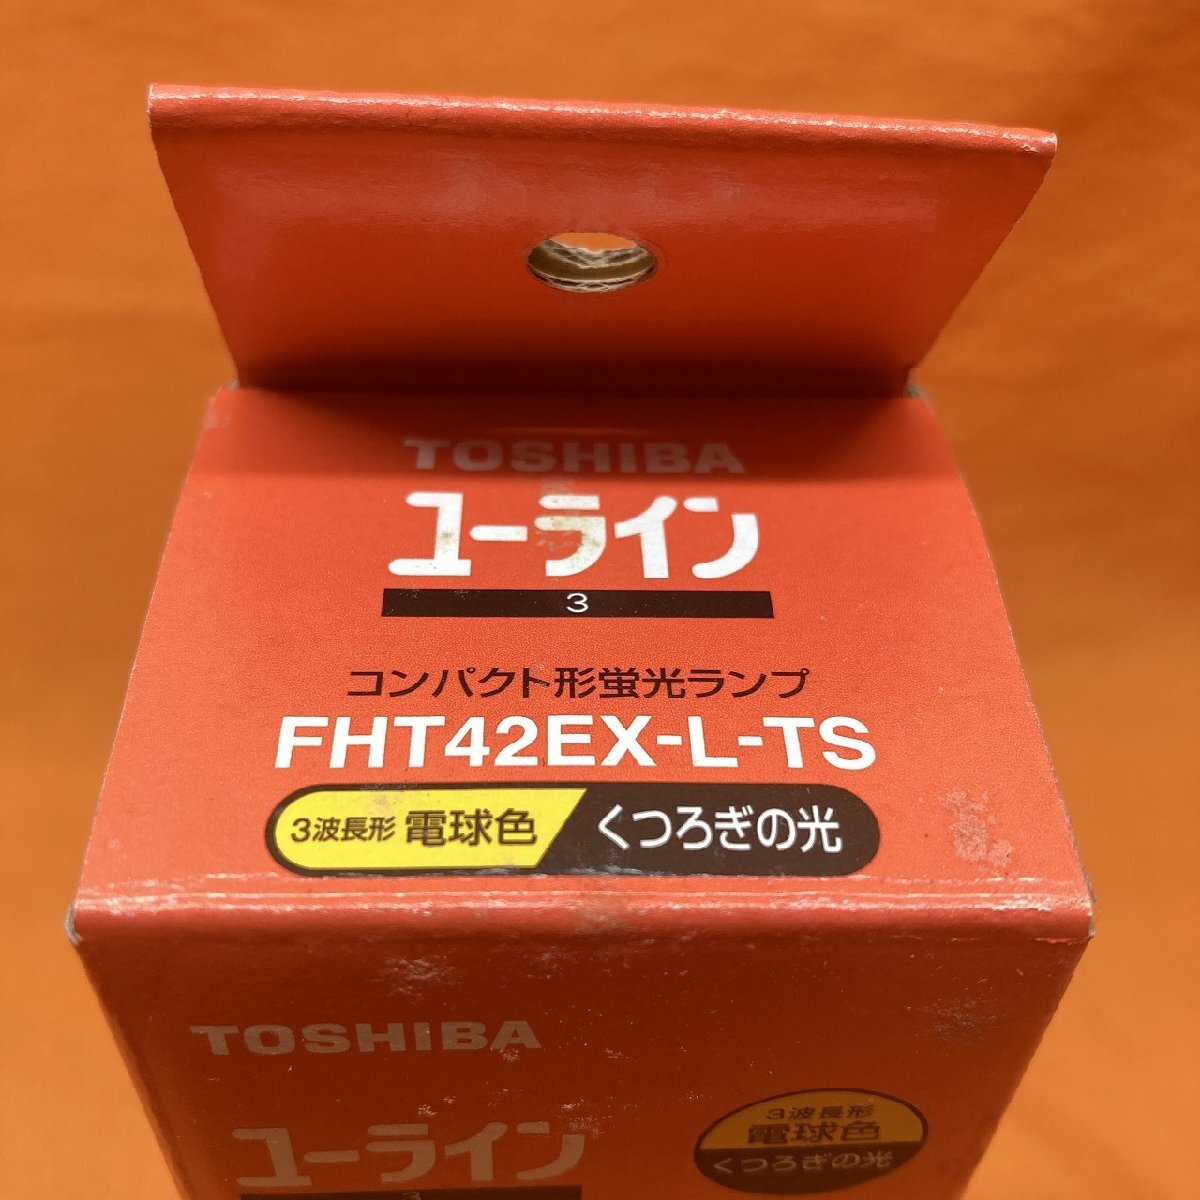 TOSHIBA
ユーライン
3
コンパクト形蛍光ランプ
FHT42EX-L-TS
3波長形 電球色 くつろぎの光
TOSHIBA
ユーライン
3
3波長形
電球色
くつろぎの光